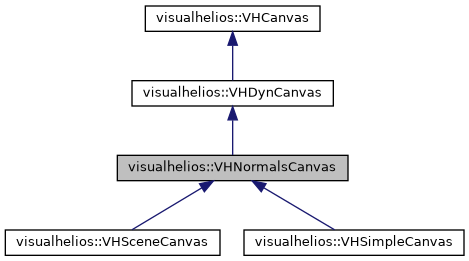 visualhelios::VHCanvas
visualhelios::VHDynCanvas
visualhelios::VHNormalsCanvas
visualhelios::VHSceneCanvas
visualhelios::VHSimpleCanvas